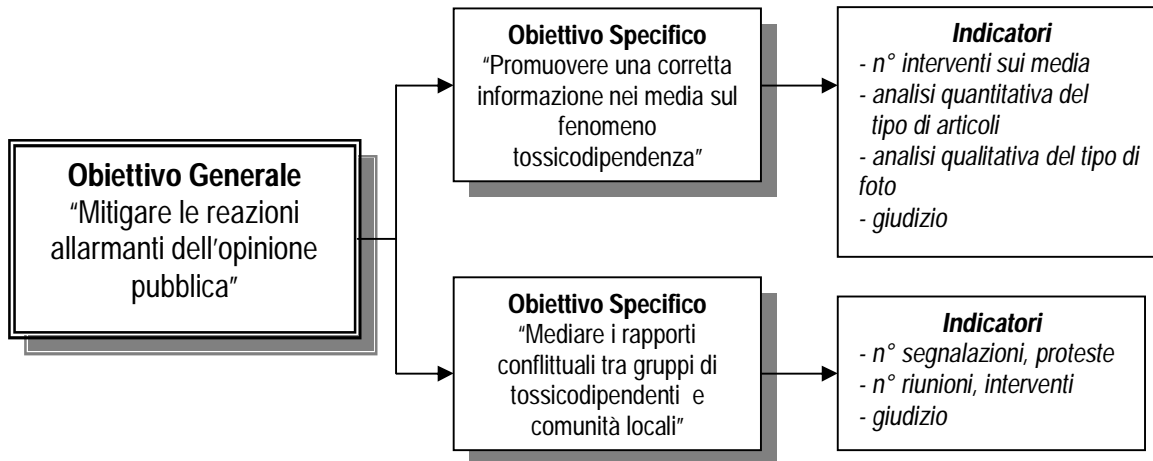 Obiettivo Generale
“Mitigare le reazioni
allarmanti dell’opinione
pubblica”
Obiettivo Specifico
“Promuovere una corretta
informazione nei media sul
fenomeno
tossicodipendenza”
Indicatori
- n° interventi sui media
- analisi quantitativa del
tipo di articoli
- analisi qualitativa del tipo di
foto
- giudizio
Obiettivo Specifico
“Mediare i rapporti
conflittuali tra gruppi di
tossicodipendenti e
comunità locali”
Indicatori
- n° segnalazioni, proteste
- n° riunioni, interventi
- giudizio